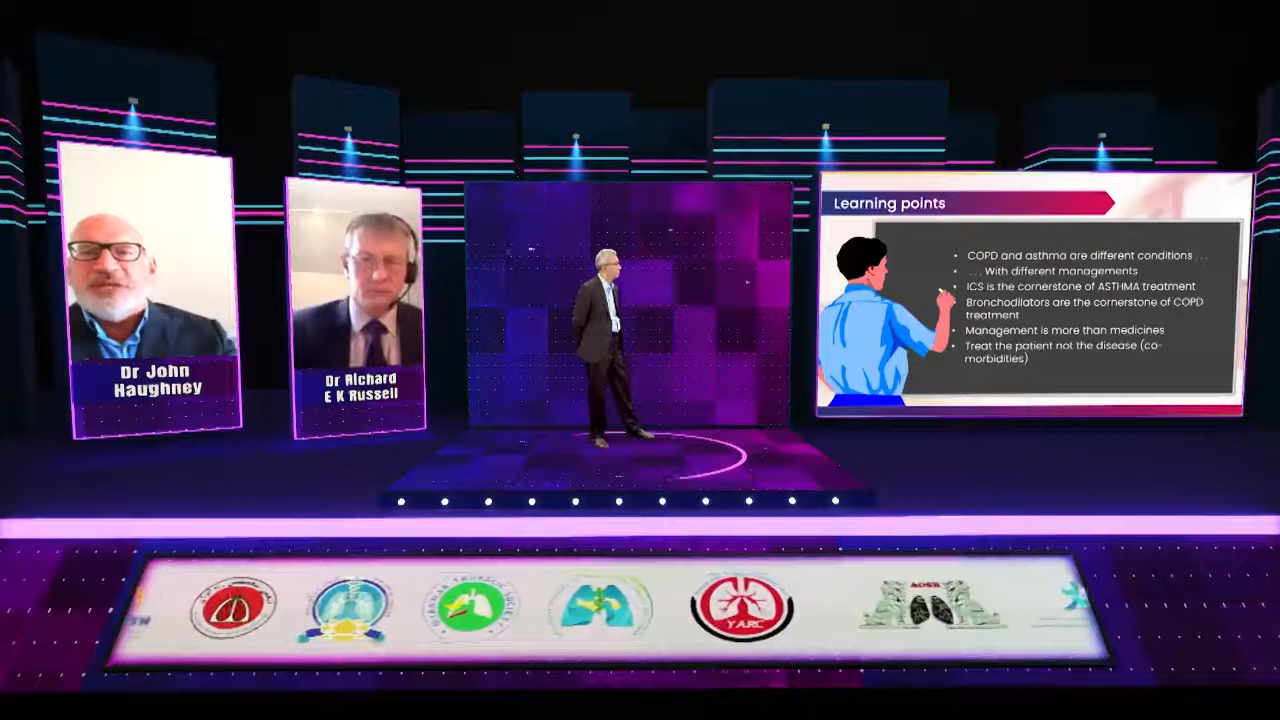 Dr John
Haughney
Dr Richard
E K Russell
Learning points
• COPD and asthma are different conditions . . .
• . . . With different managements
• ICS is the cornerstone of ASTHMA treatment
• Bronchodilators are the cornerstone of COPD
treatment
• Management is more than medicines
• Treat the patient not the disease (co-
morbidities)
YARC